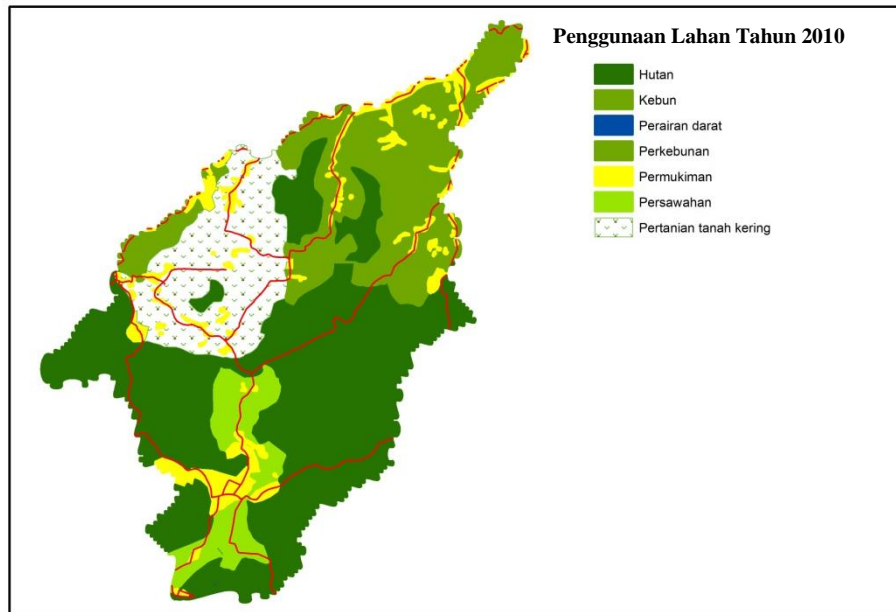 Penggunaan Lahan Tahun 2010
Hutan
Kebun
Perairan darat
Perkebunan
Permukiman
Persawahan
Pertanian tanah kering